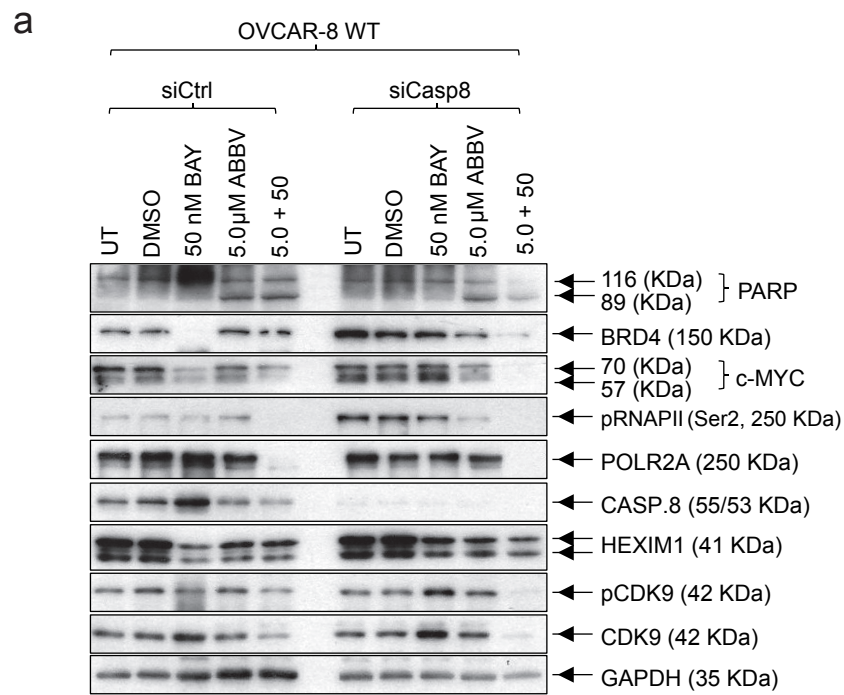 a
OVCAR-8 WT
siCtrl
siCasp8
UT
DMSO
50 nM BAY
5.0µM ABBV
5.0 + 50
UT
DMSO
50 nM BAY
5.0µM ABBV
5.0 + 50
116 (KDa)
89 (KDa)
PARP
BRD4 (150 KDa)
70 (KDa)
57 (KDa)
c-MYC
pRNAPII (Ser2, 250 KDa)
POLR2A (250 KDa)
CASP.8 (55/53 KDa)
HEXIM1 (41 KDa)
pCDK9 (42 KDa)
CDK9 (42 KDa)
GAPDH (35 KDa)